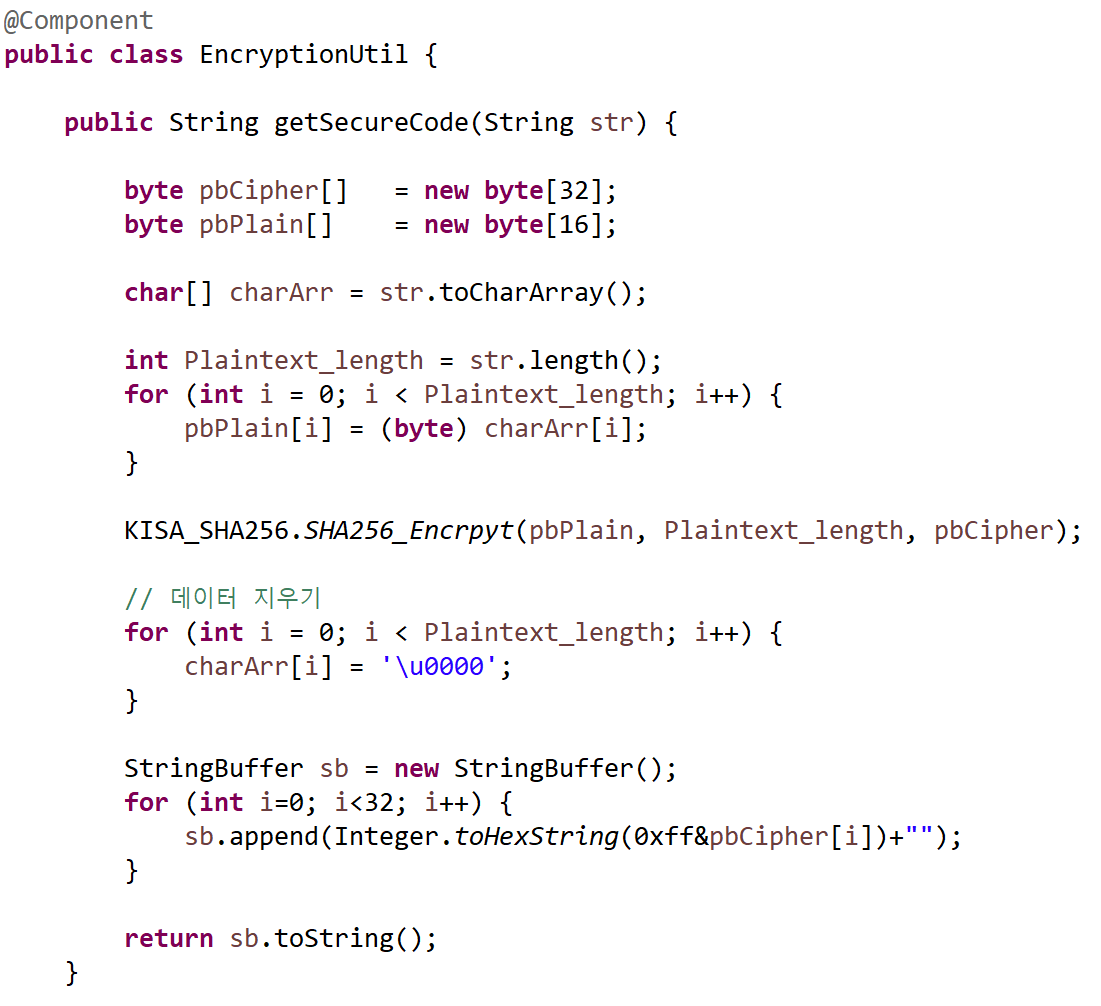 @Component
public class EncryptionUtil {
public String getSecureCode(String str) {
byte pbCipher[]   = new byte[32];
byte pbPlain[]    = new byte[16];
char[] charArr = str.toCharArray();
int Plaintext_length = str.length();
for (int i = 0; i < Plaintext_length; i++) {
pbPlain[i] = (byte) charArr[i];
}
KISA_SHA256.SHA256_Encrpyt(pbPlain, Plaintext_length, pbCipher);
// 데이터 지우기
for (int i = 0; i < Plaintext_length; i++) {
charArr[i] = '\u0000';
}
StringBuffer sb = new StringBuffer();
for (int i=0; i<32; i++) {
sb.append(Integer.toHexString(0xff&pbCipher[i])+"");
}
return sb.toString();
}